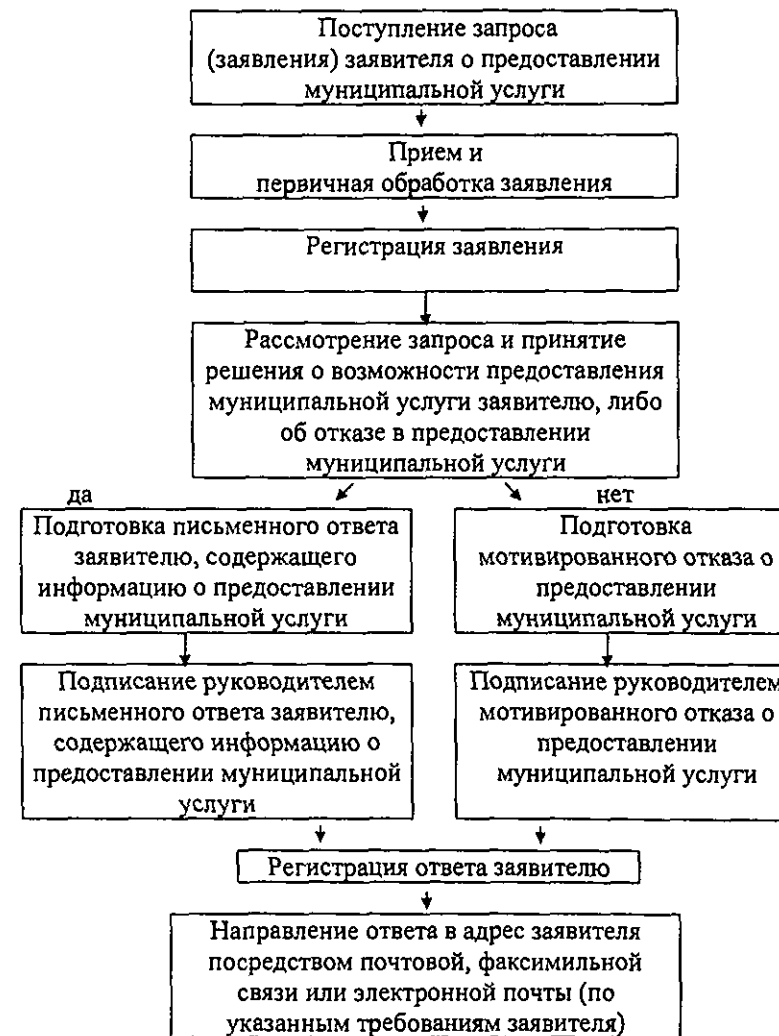 Поступление запроса
(заявления) заявителя о предоставлении
муниципальной услуги
Прием и
первичная обработка заявления
Регистрация заявления
Рассмотрение запроса и принятие
решения о возможности предоставления
муниципальной услуги заявителю, либо
об отказе в предоставлении
муниципальной услуги
да
Подготовка письменного ответа
заявителю, содержащего
информацию о предоставлении
муниципальной услуги
нет
Подготовка
мотивированного отказа о
предоставлении
муниципальной услуги
Подписание руководителем
письменного ответа заявителю,
содержащего информацию о
предоставлении муниципальной
услуги
Подписание руководителем
мотивированного отказа о
предоставлении
муниципальной услуги
Регистрация ответа заявителю
Направление ответа в адрес заявителя
посредством почтовой, факсимильной
связи или электронной почты (по
указанным требованиям заявителя)